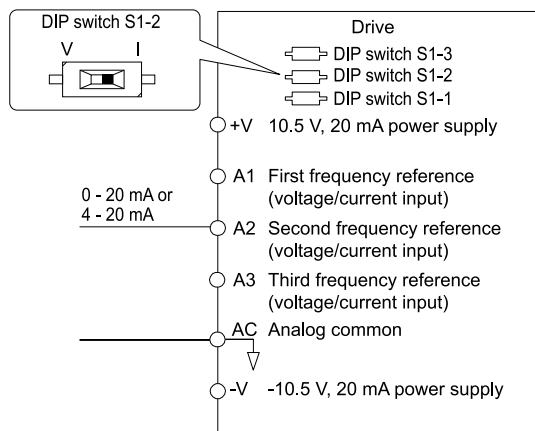 DIP switch S1-2
V I
Drive
DIP switch S1-3
DIP switch S1-2
DIP switch S1-1
+V 10.5 V, 20 mA power supply
A1 First frequency reference
(voltage/current input)
0 - 20 mA or
4 - 20 mA
A2 Second frequency reference
(voltage/current input)
A3 Third frequency reference
(voltage/current input)
AC Analog common
-V -10.5 V, 20 mA power supply